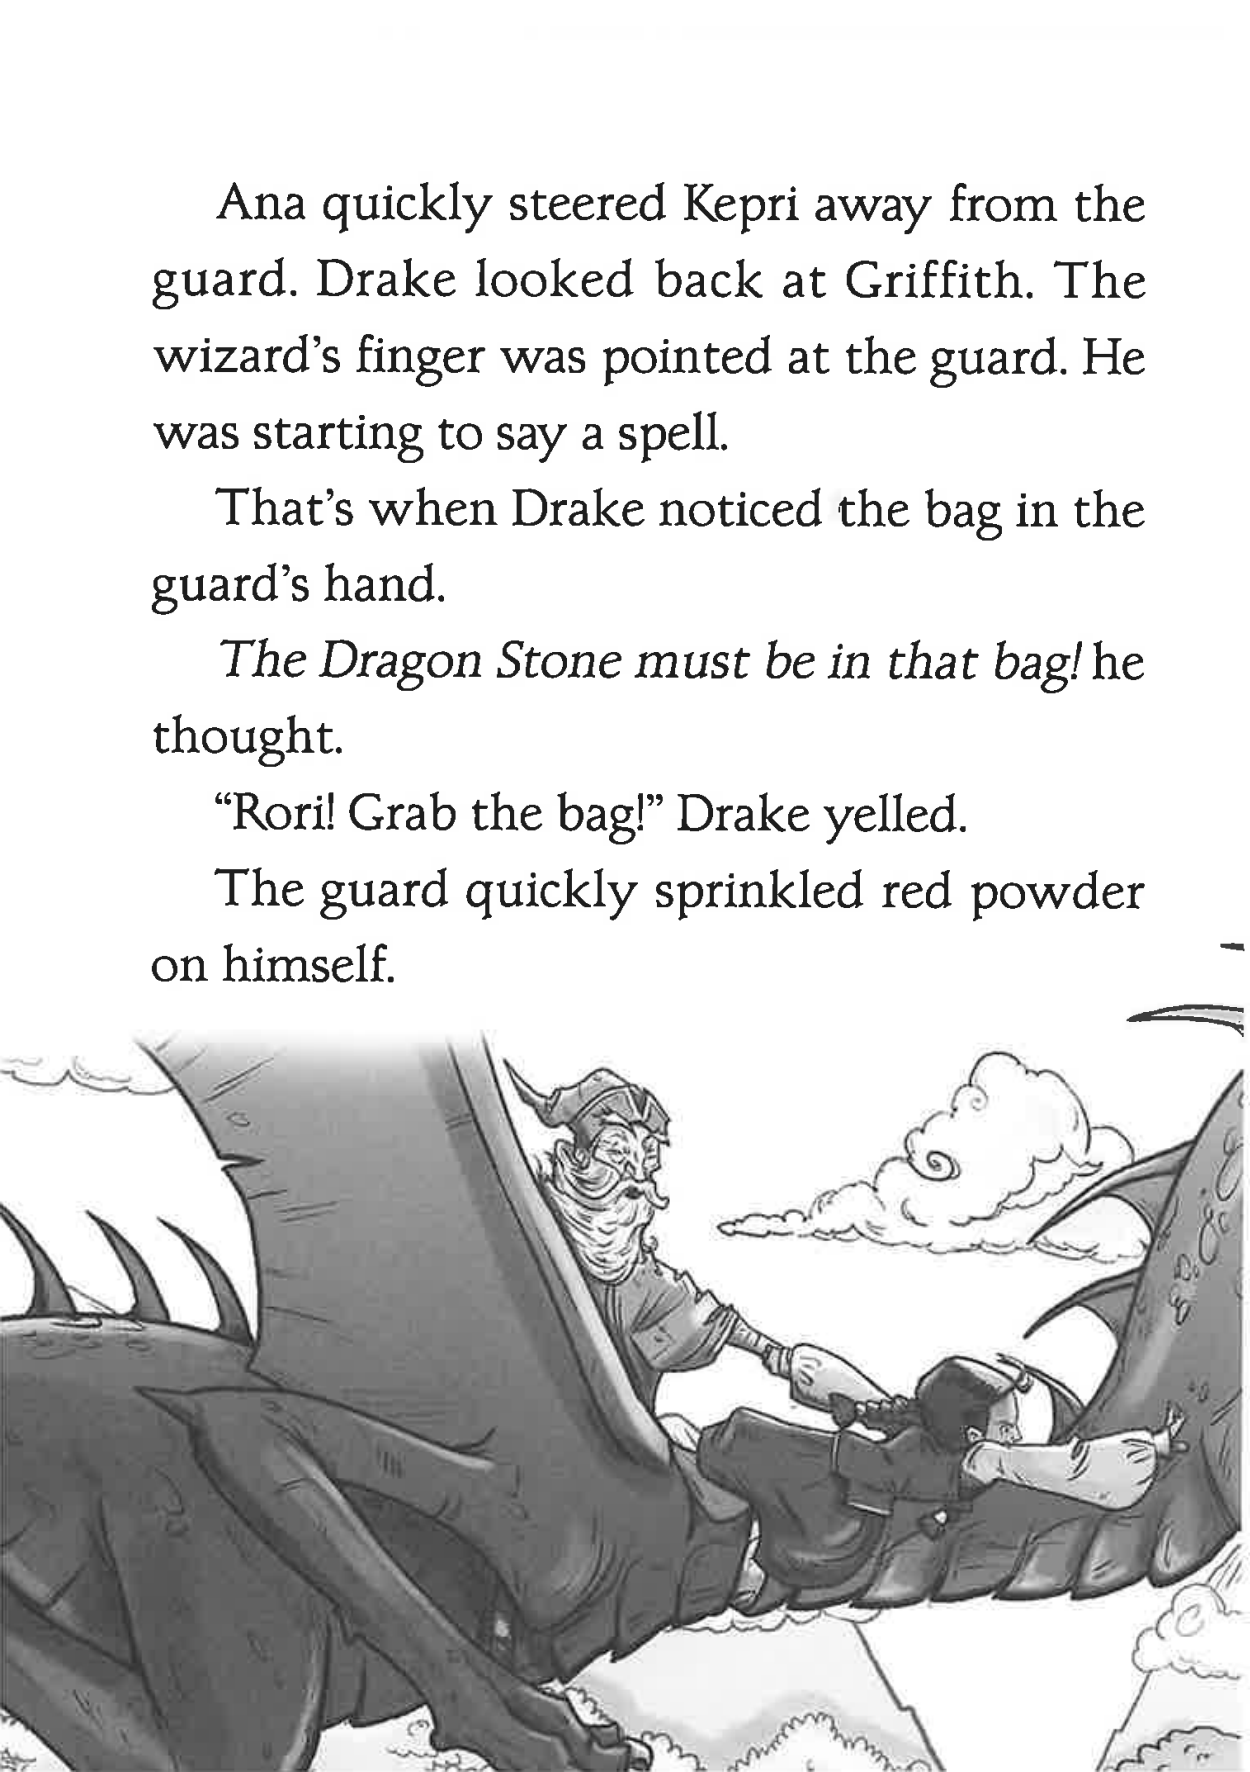 Ana quickly steered Kepri away from the
guard. Drake looked back at Griffith. The
wizard’s finger was pointed at the guard. He
was starting to say a spell.
That’s when Drake noticed the bag in the
guard’s hand.
The Dragon Stone must be in that bag! he
thought.
“Rori! Grab the bag!” Drake yelled.
The guard quickly sprinkled red powder
on himself.